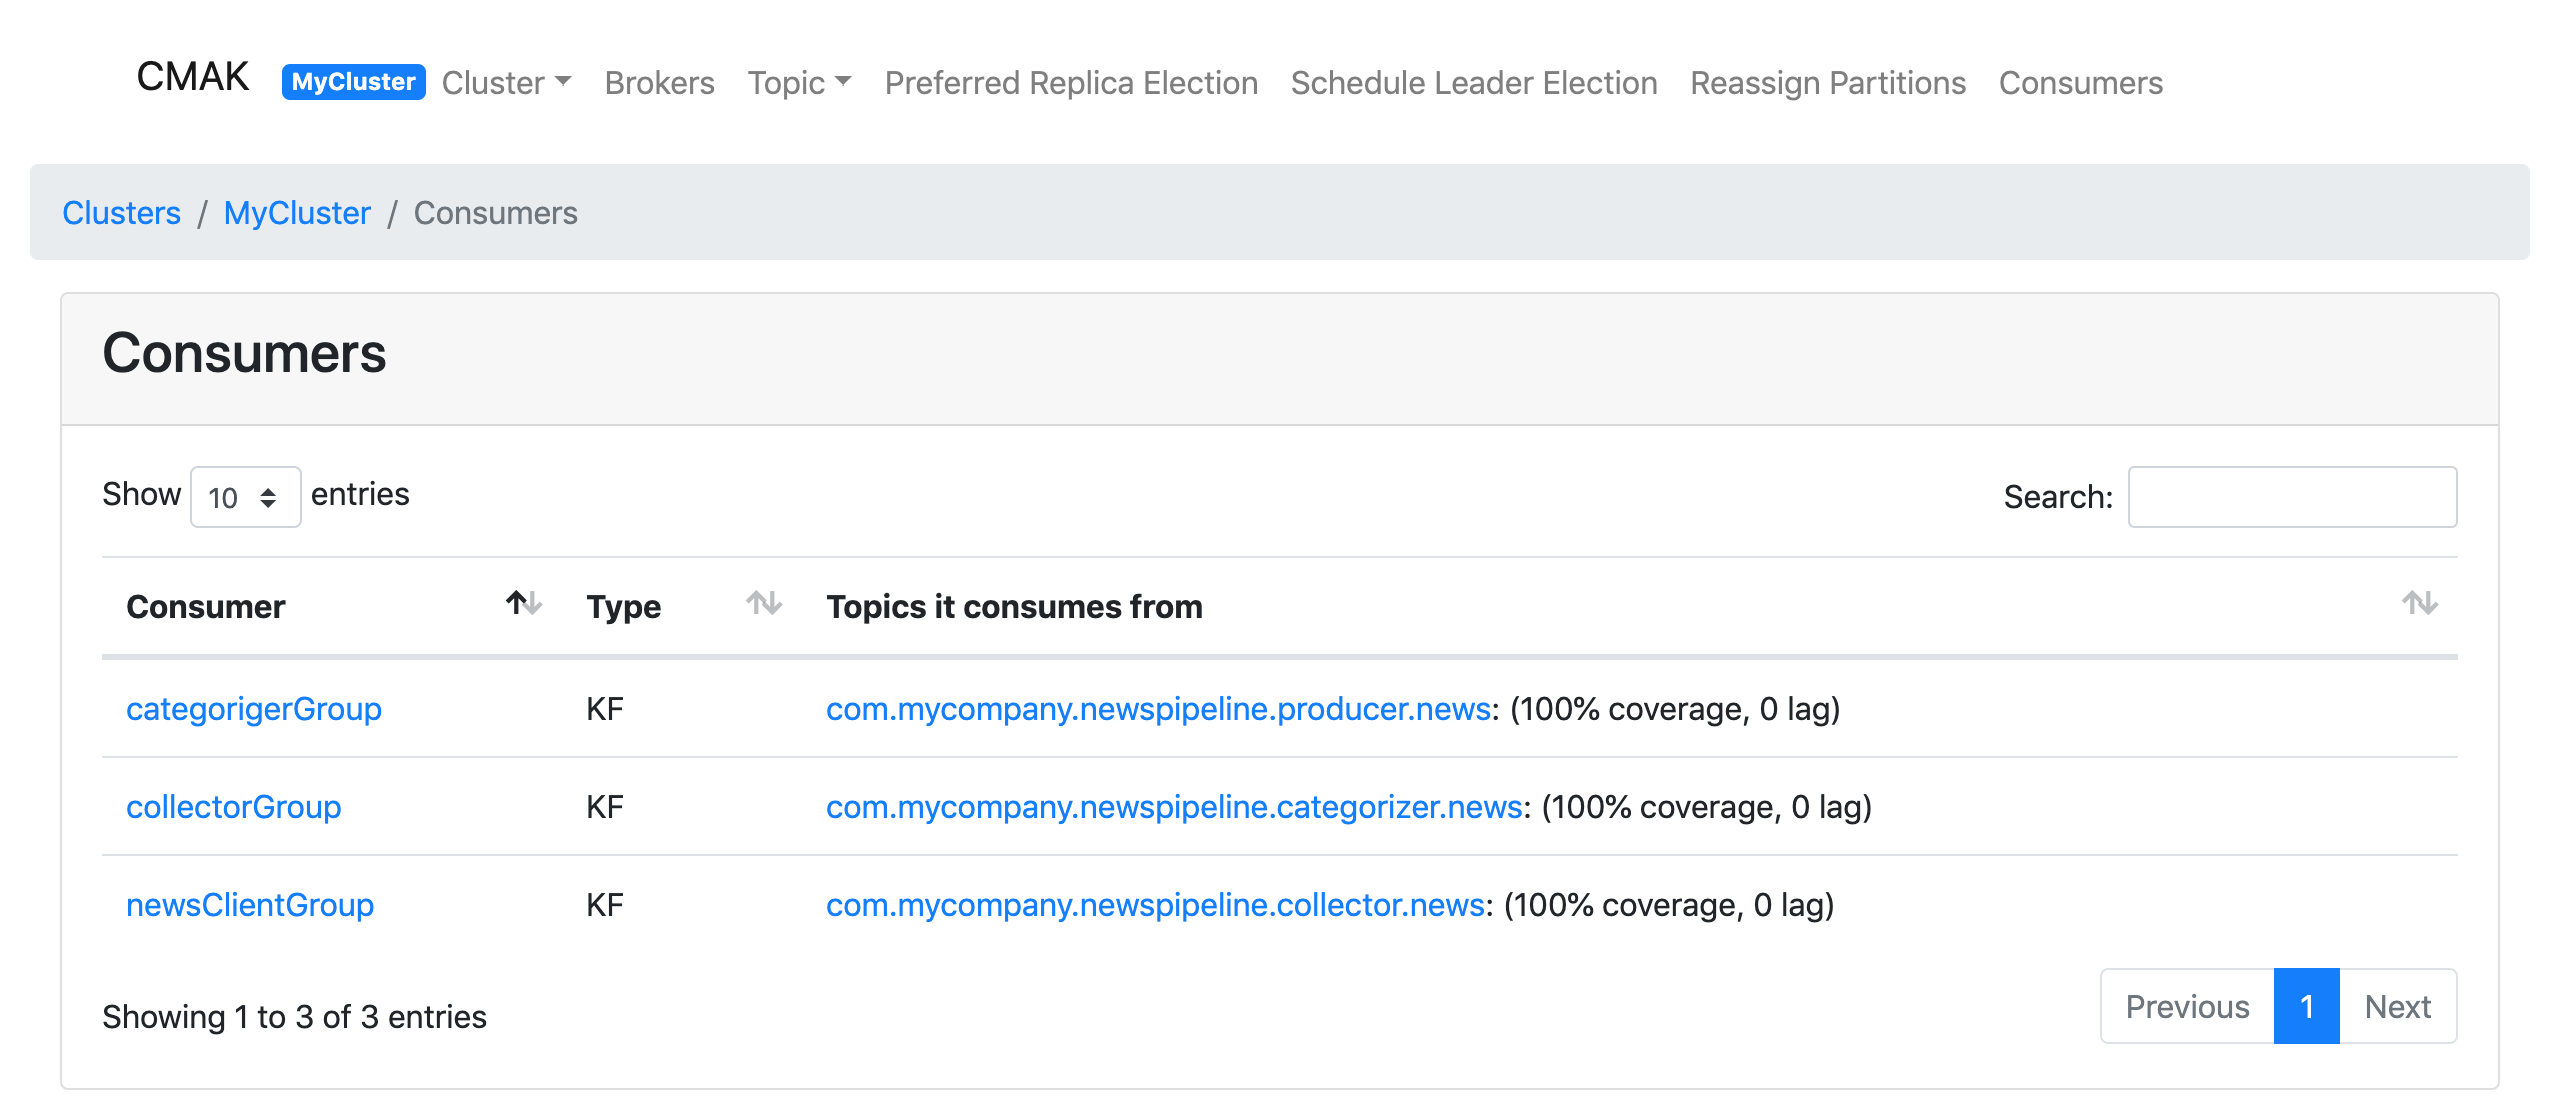 CMAK MyCluster Cluster Brokers Topic Preferred Replica Election Schedule Leader Election Reassign Partitions Consumers
Clusters / MyCluster / Consumers
Consumers
Show 10 entries Search:
Consumer Type Topics it consumes from
categorigerGroup KF com.mycompany.newspipeline.producer.news: (100% coverage, 0 lag)
collectorGroup KF com.mycompany.newspipeline.categorizer.news: (100% coverage, 0 lag)
newsClientGroup KF com.mycompany.newspipeline.collector.news: (100% coverage, 0 lag)
Showing 1 to 3 of 3 entries Previous 1 Next